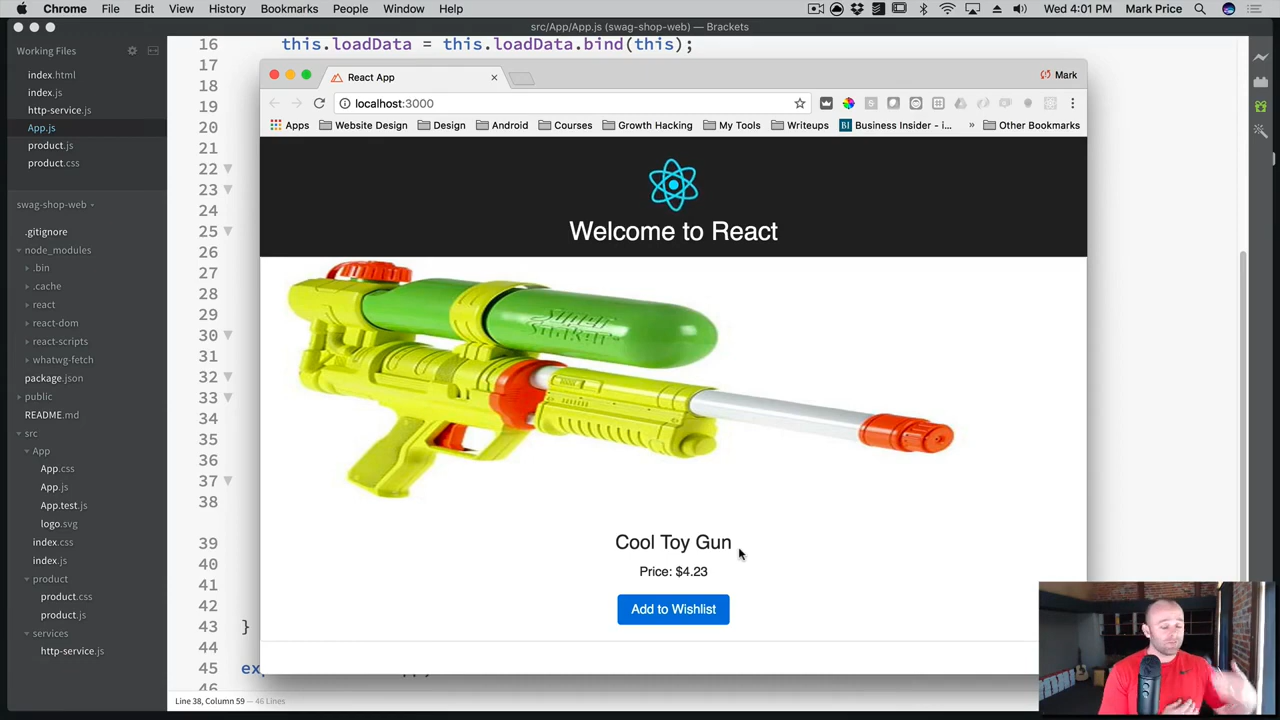 Chrome File Edit View History Bookmarks People Window Help Wed 4:01 PM Mark Price
src/App/App.js (swag-shop-web) — Brackets
Working Files
index.html
index.js
http-service.js
App.js
product.js
product.css
swag-shop-web
.gitignore
node_modules
.bin
.cache
react
react-dom
react-scripts
whatwg-fetch
package.json
public
README.md
src
App
App.css
App.js
App.test.js
logo.svg
index.css
index.js
product
product.css
product.js
services
http-service.js
16 this.loadData = this.loadData.bind(this);
17
18
19
20
21
22
23
24
25
26
27
28
29
30
31
32
33
34
35
36
37
38
39
40
41
42
43 }
44
45 ex
46
React App
Mark
localhost:3000
Apps Website Design Design Android Courses Growth Hacking My Tools Writeups BI Business Insider - i... » Other Bookmarks
Welcome to React
Super
Soaker
Cool Toy Gun
Price: $4.23
Add to Wishlist
Line 38, Column 59 — 46 Lines